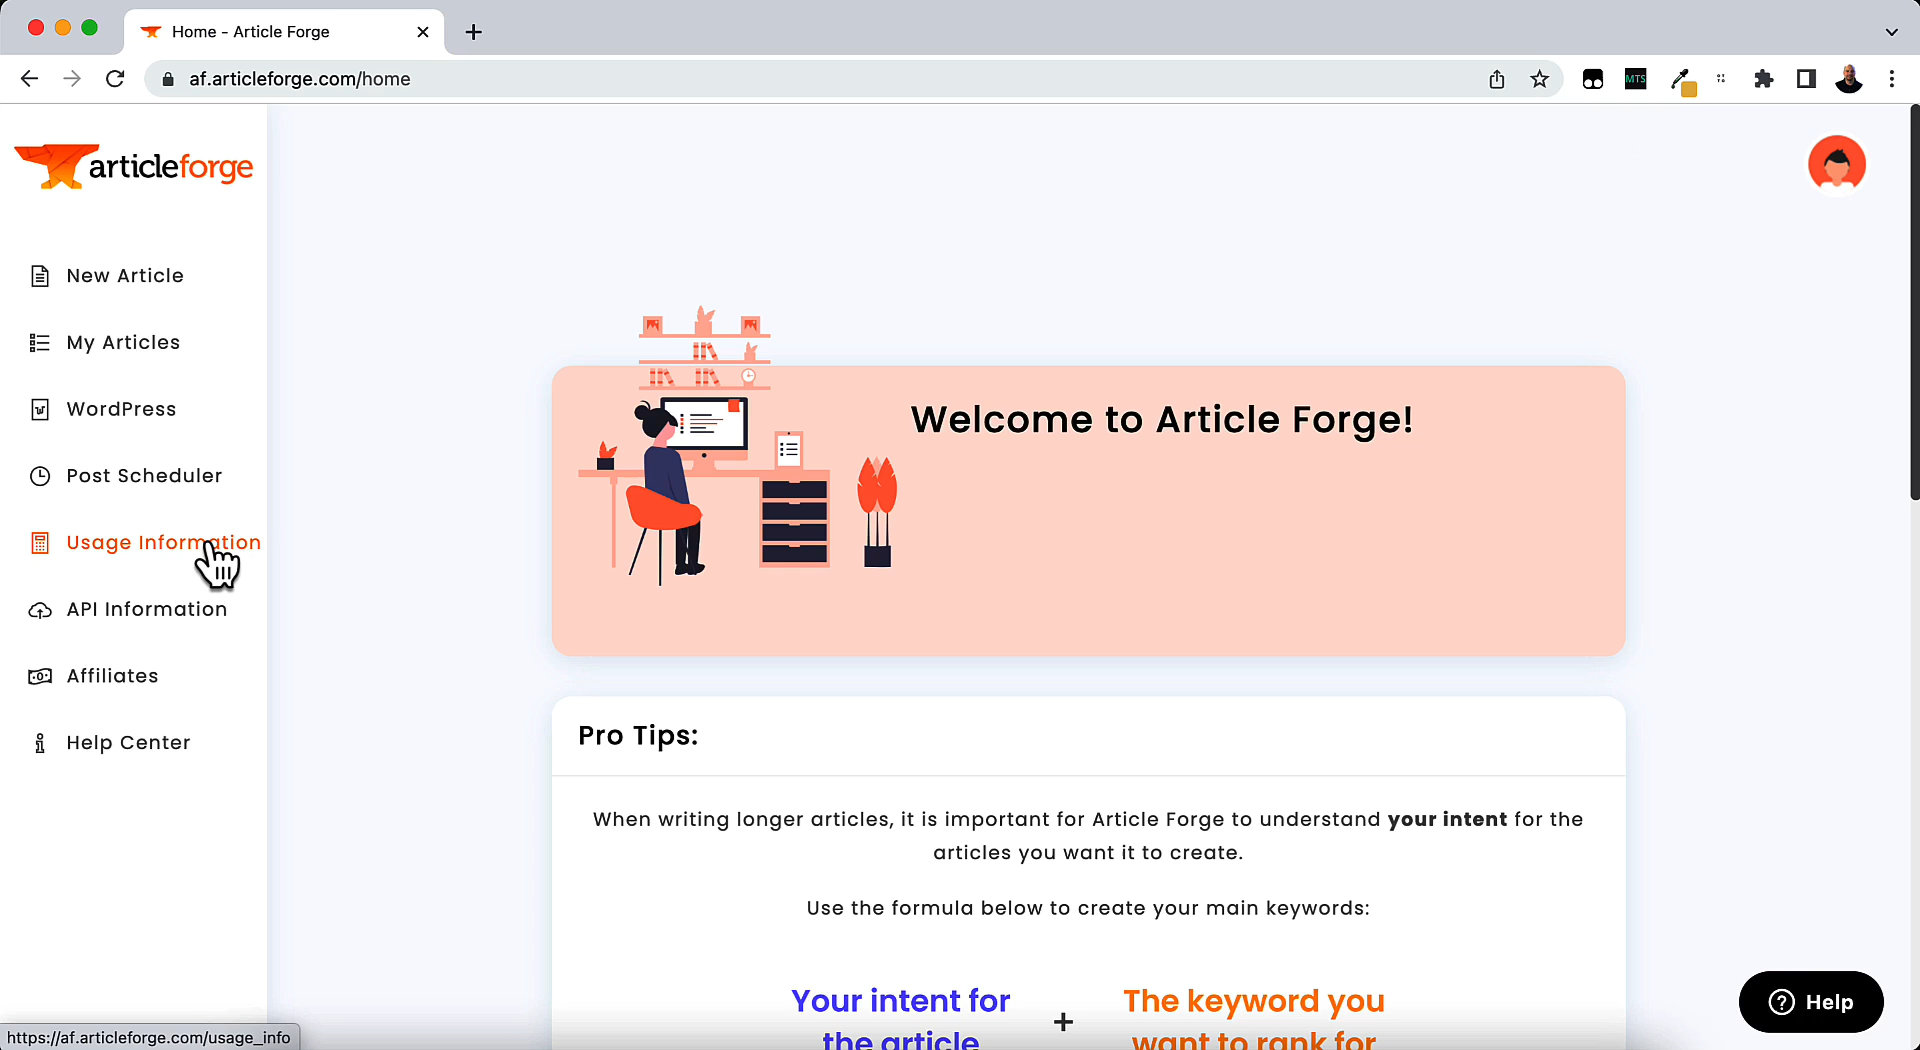 Home - Article Forge
af.articleforge.com/home
MTS
articleforge
New Article
My Articles
WordPress
Post Scheduler
Usage Information
API Information
Affiliates
Help Center
Welcome to Article Forge!
Pro Tips:
When writing longer articles, it is important for Article Forge to understand your intent for the
articles you want it to create.
Use the formula below to create your main keywords:
Your intent for
the article
+
The keyword you
want to rank for
Help
https://af.articleforge.com/usage_info